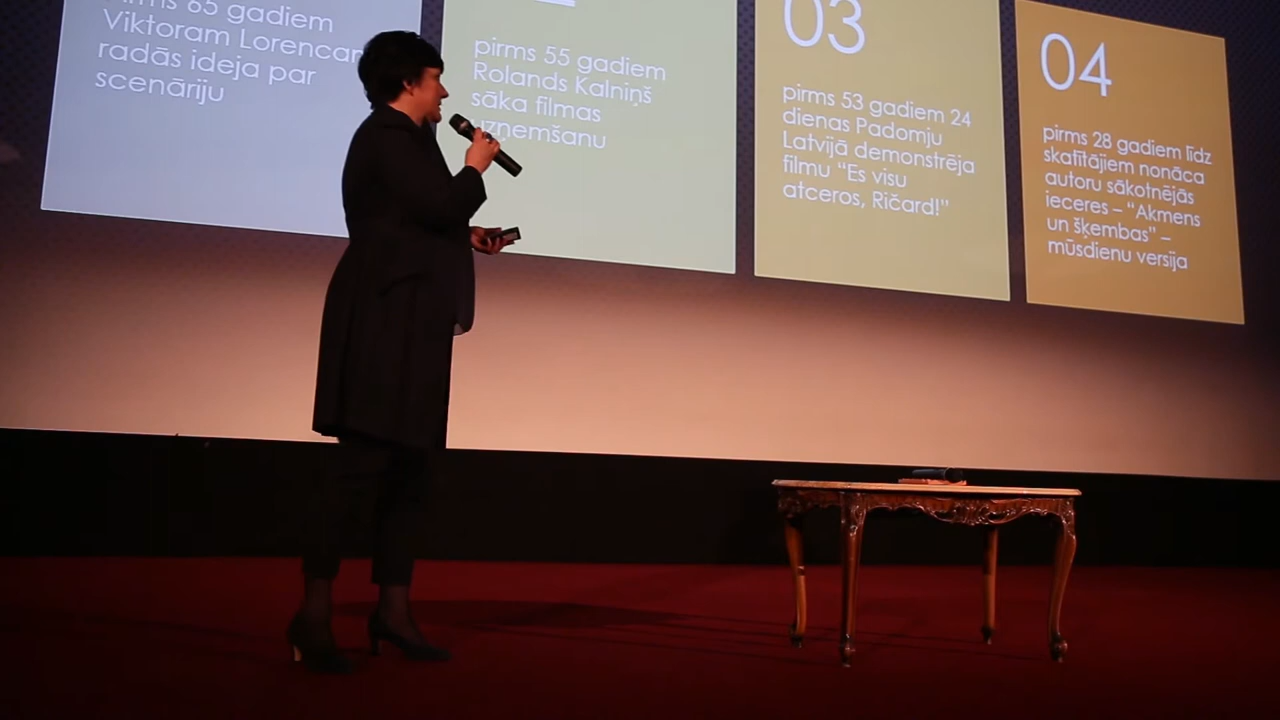 pirms 65 gadiem
Viktoram Lorencam
radās ideja par
scenāriju
pirms 55 gadiem
Rolands Kalniņš
sāka filmas
uzņemšanu
03
pirms 53 gadiem 24
dienas Padomju
Latvijā demonstrēja
filmu “Es visu
atceros, Ričard!”
04
pirms 28 gadiem līdz
skatītājiem nonāca
autoru sākotnējās
ieceres – “Akmens
un šķembas” –
mūsdienu versija